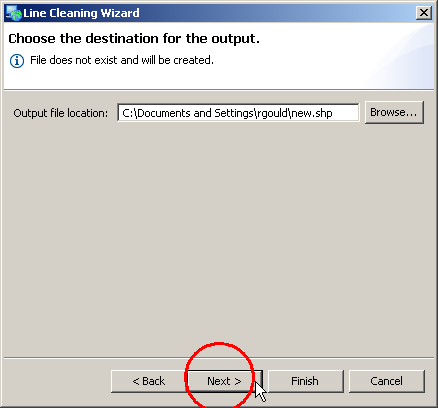 Line Cleaning Wizard
Choose the destination for the output.
File does not exist and will be created.
Output file location: C:\Documents and Settings\rgould\new.shp Browse...
< Back Next > Finish Cancel